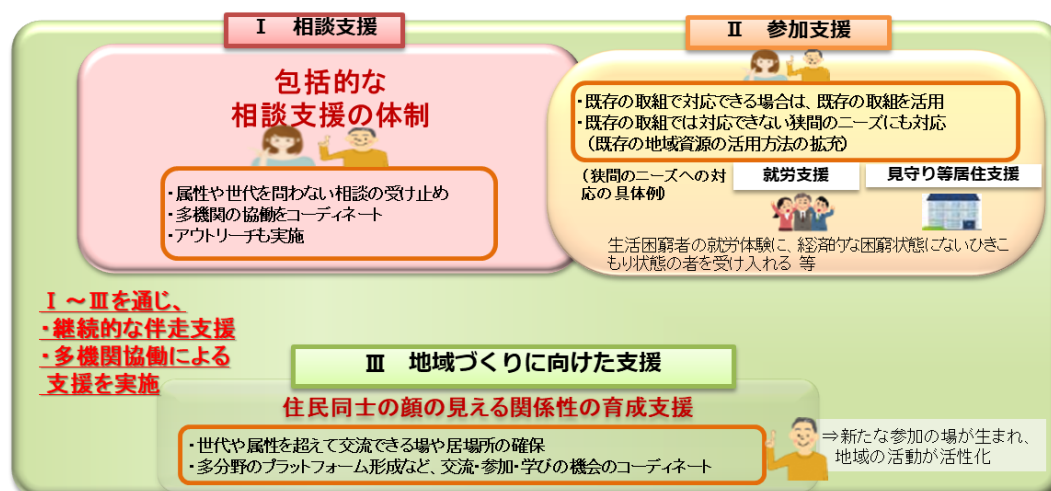 Ⅰ 相談支援
包括的な
相談支援の体制
・属性や世代を問わない相談の受け止め
・多機関の協働をコーディネート
・アウトリーチも実施
Ⅱ 参加支援
・既存の取組で対応できる場合は、既存の取組を活用
・既存の取組では対応できない狭間のニーズにも対応
（既存の地域資源の活用方法の拡充）
（狭間のニーズへの対
応の具体例）
就労支援
見守り等居住支援
生活困窮者の就労体験に、経済的な困窮状態にないひきこ
もり状態の者を受け入れる 等
Ⅰ～Ⅲを通じ、
・継続的な伴走支援
・多機関協働による
支援を実施
Ⅲ 地域づくりに向けた支援
住民同士の顔の見える関係性の育成支援
・世代や属性を超えて交流できる場や居場所の確保
・多分野のプラットフォーム形成など、交流・参加・学びの機会のコーディネート
⇒新たな参加の場が生まれ、
地域の活動が活性化